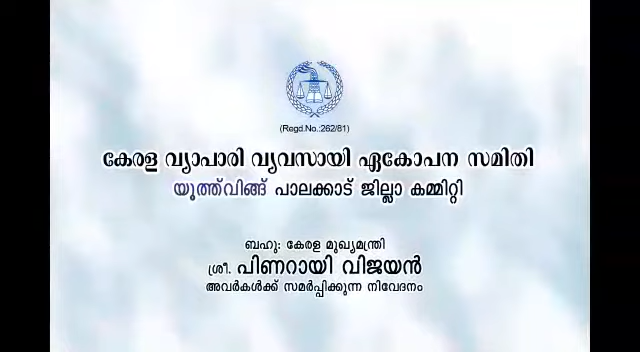 (Regd.No.:262/81)
കേരള വ്യാപാരി വ്യവസായി ഏകോപന സമിതി
യൂത്ത്‌വിങ്ങ് പാലക്കാട് ജില്ലാ കമ്മിറ്റി
ബഹു: കേരള മുഖ്യമന്ത്രി
ശ്രീ. പിണറായി വിജയൻ
അവർകൾക്ക് സമർപ്പിക്കുന്ന നിവേദനം